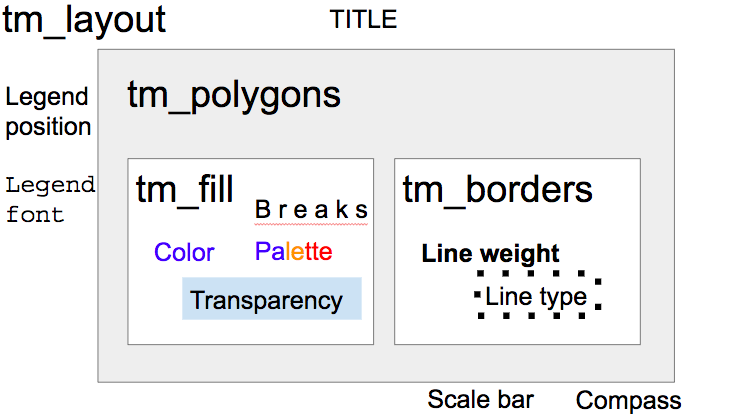 tm_layout
TITLE
Legend
position
Legend
font
tm_polygons
tm_fill
Breaks
Color
Palette
Transparency
tm_borders
Line weight
Line type
Scale bar
Compass